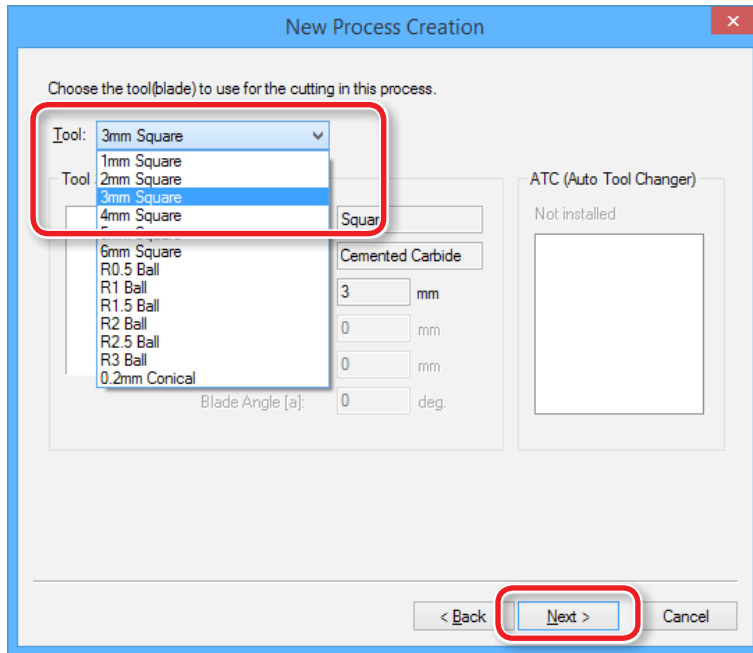 New Process Creation
×
Choose the tool(blade) to use for the cutting in this process.
Tool: 3mm Square
1mm Square
2mm Square
3mm Square
4mm Square
6mm Square
R0.5 Ball
R1 Ball
R1.5 Ball
R2 Ball
R2.5 Ball
R3 Ball
0.2mm Conical
Tool
Squar
Cemented Carbide
3 mm
0 mm
0 mm
Blade Angle [a]: 0 deg.
ATC (Auto Tool Changer)
Not installed
< Back
Next >
Cancel